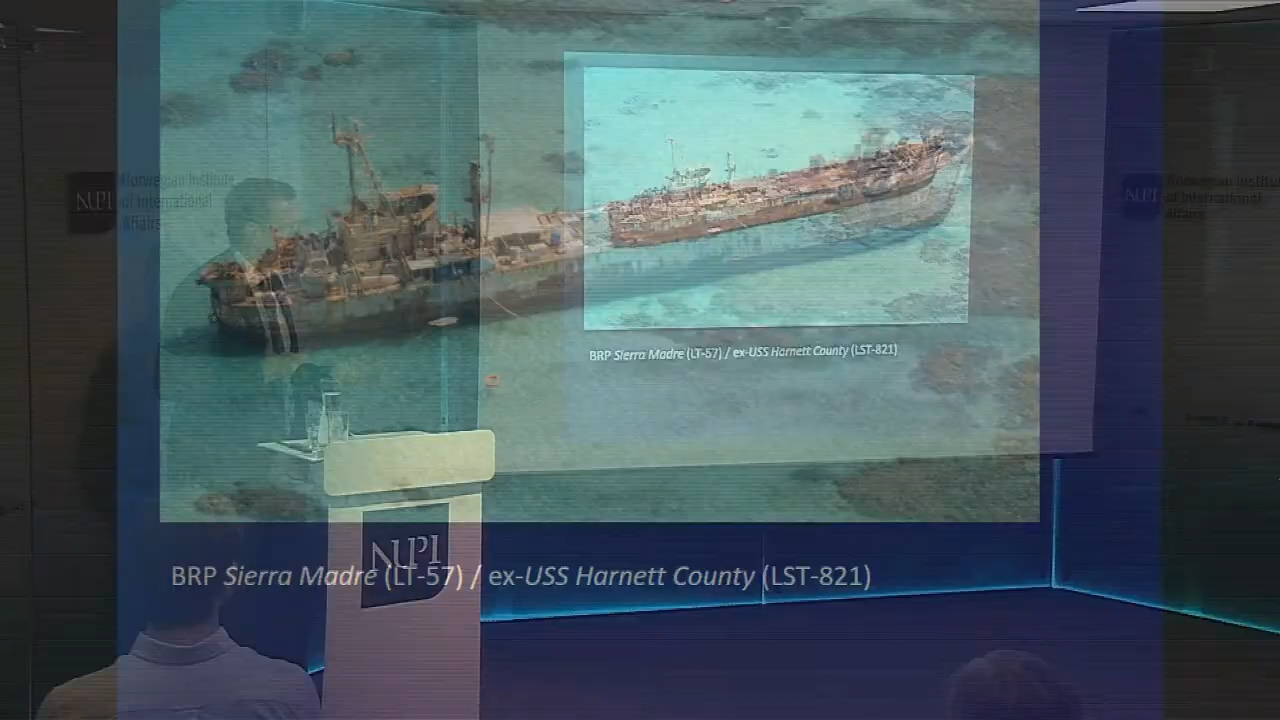 NUPI
Norwegian Institute
of International
Affairs
NUPI
Norwegian Institu
of International
Affairs
BRP Sierra Madre (LT-57) / ex-USS Harnett County (LST-821)
NUPI
BRP Sierra Madre (LT-57) / ex-USS Harnett County (LST-821)